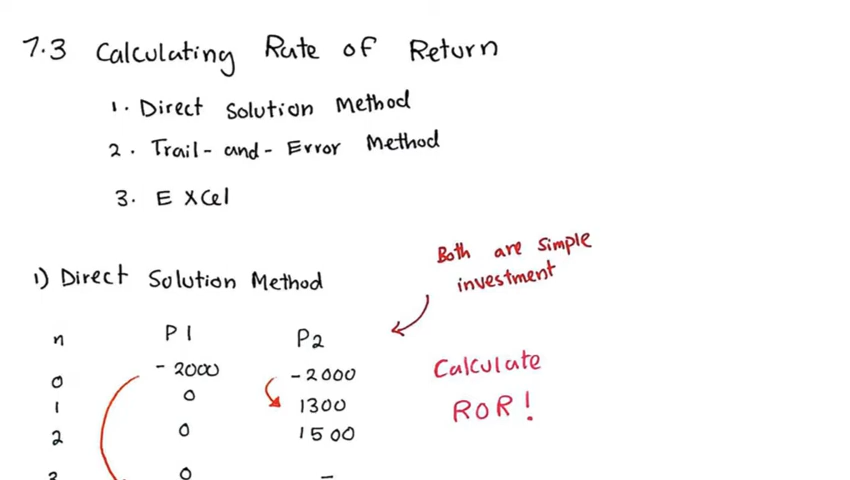 7.3 Calculating Rate of Return
1. Direct Solution Method
2. Trail-and-Error Method
3. EXCel
Both are simple
investment
1) Direct Solution Method
n P1 P2
0 -2000 -2000
1 0 1300
2 0 1500
3 0 -
Calculate
ROR!